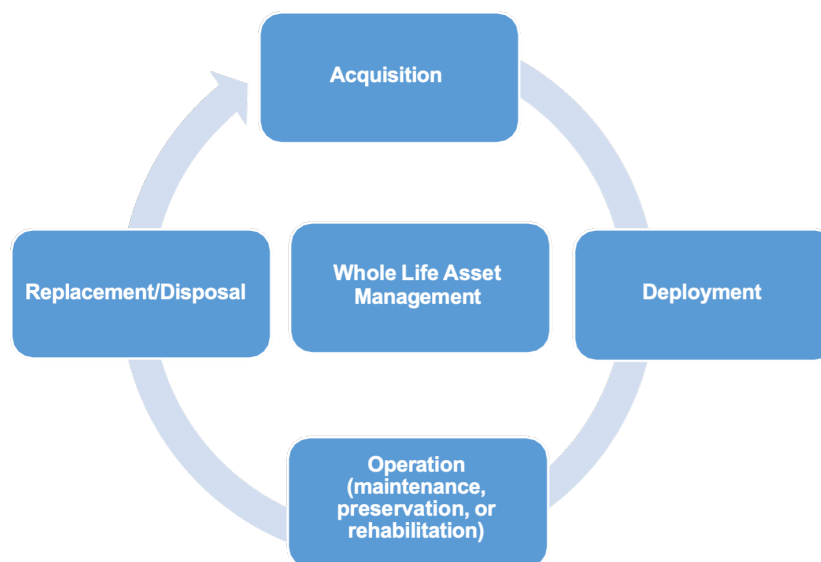 Acquisition
Replacement/Disposal
Whole Life Asset
Management
Deployment
Operation
(maintenance,
preservation, or
rehabilitation)